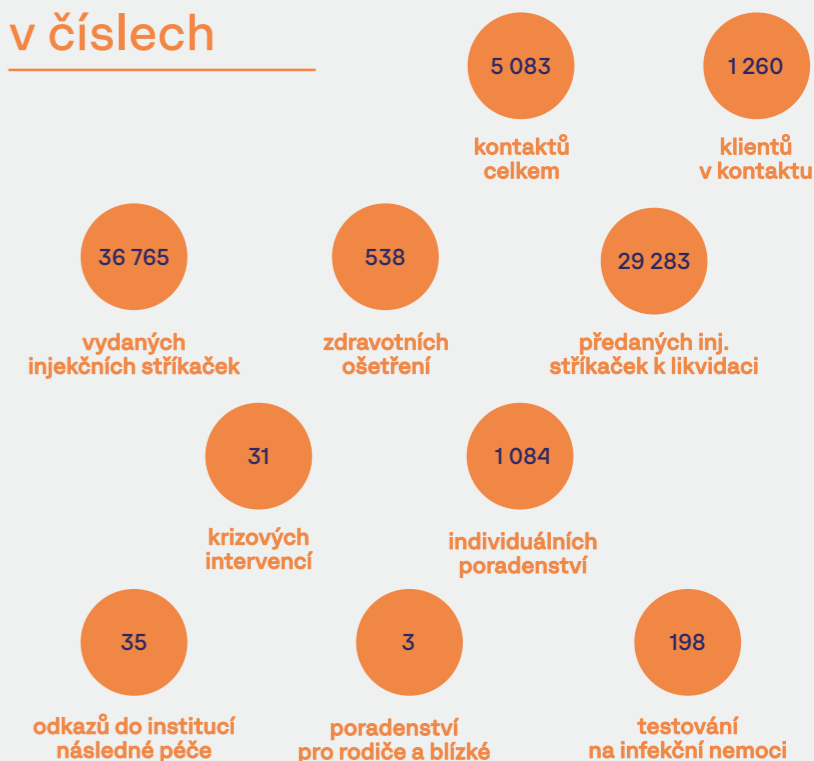 v číslech
5 083
kontaktů
celkem
1 260
klientů
v kontaktu
36 765
vydaných
injekčních stříkaček
538
zdravotních
ošetření
29 283
předaných inj.
stříkaček k likvidaci
31
krizových
intervencí
1 084
individuálních
poradenství
35
odkazů do institucí
následné péče
3
poradenství
pro rodiče a blízké
198
testování
na infekční nemoci